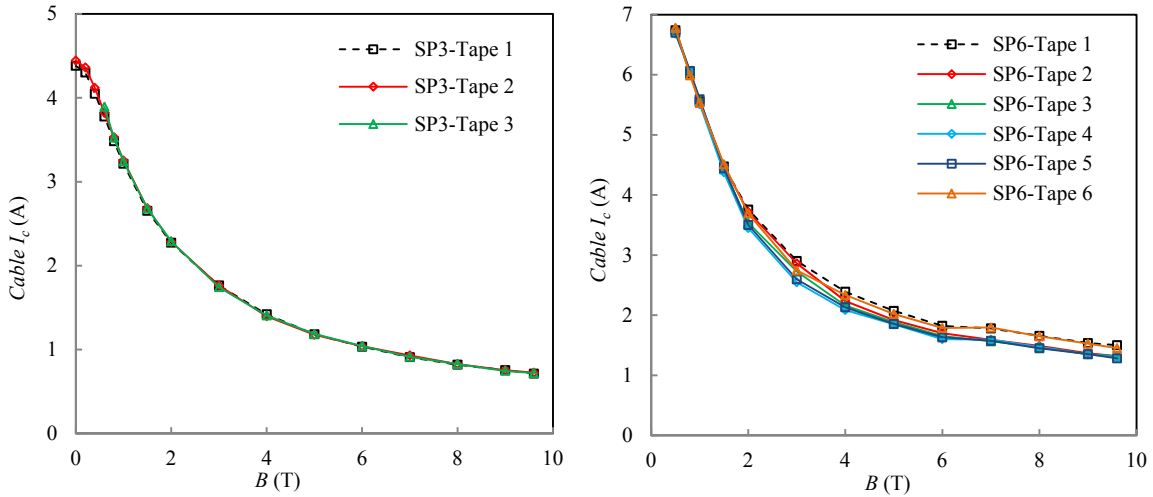 5
4
3
2
1
0
0
2
4
6
8
10
Cable Ic (A)
B (T)
SP3-Tape 1
SP3-Tape 2
SP3-Tape 3
7
6
5
4
3
2
1
0
0
2
4
6
8
10
Cable Ic (A)
B (T)
SP6-Tape 1
SP6-Tape 2
SP6-Tape 3
SP6-Tape 4
SP6-Tape 5
SP6-Tape 6